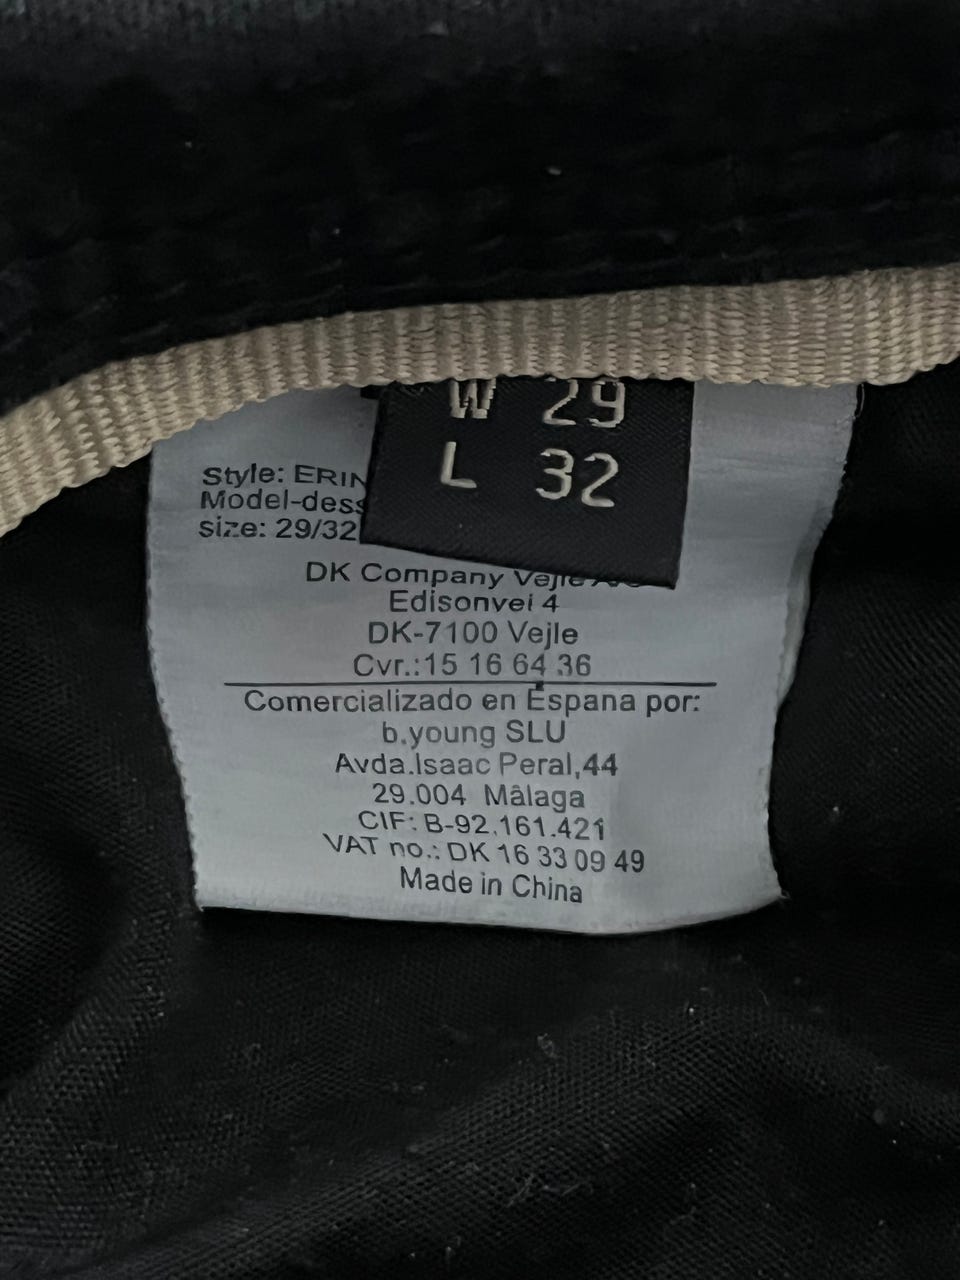 W 29
L 32
Style: ERIN
Model-dess
size: 29/32
DK Company Vejle
Edisonvei 4
DK-7100 Vejle
Cvr.:15 16 64 36
Comercializado en Espana por:
b.young SLU
Avda.Isaac Peral,44
29.004 Mâlaga
CIF: B-92.161.421
VAT no.: DK 16 33 09 49
Made in China